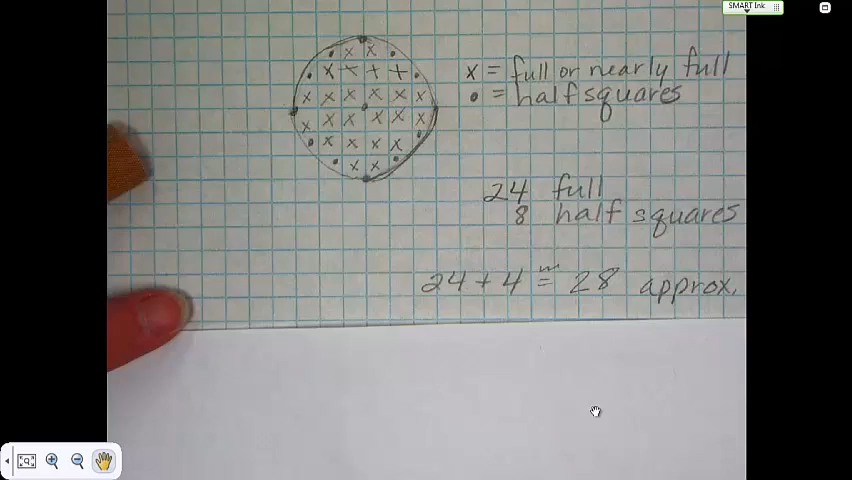 SMART Ink
x = full or nearly full
• = half squares
24 full
8 half squares
24 + 4 ≅ 28 approx.